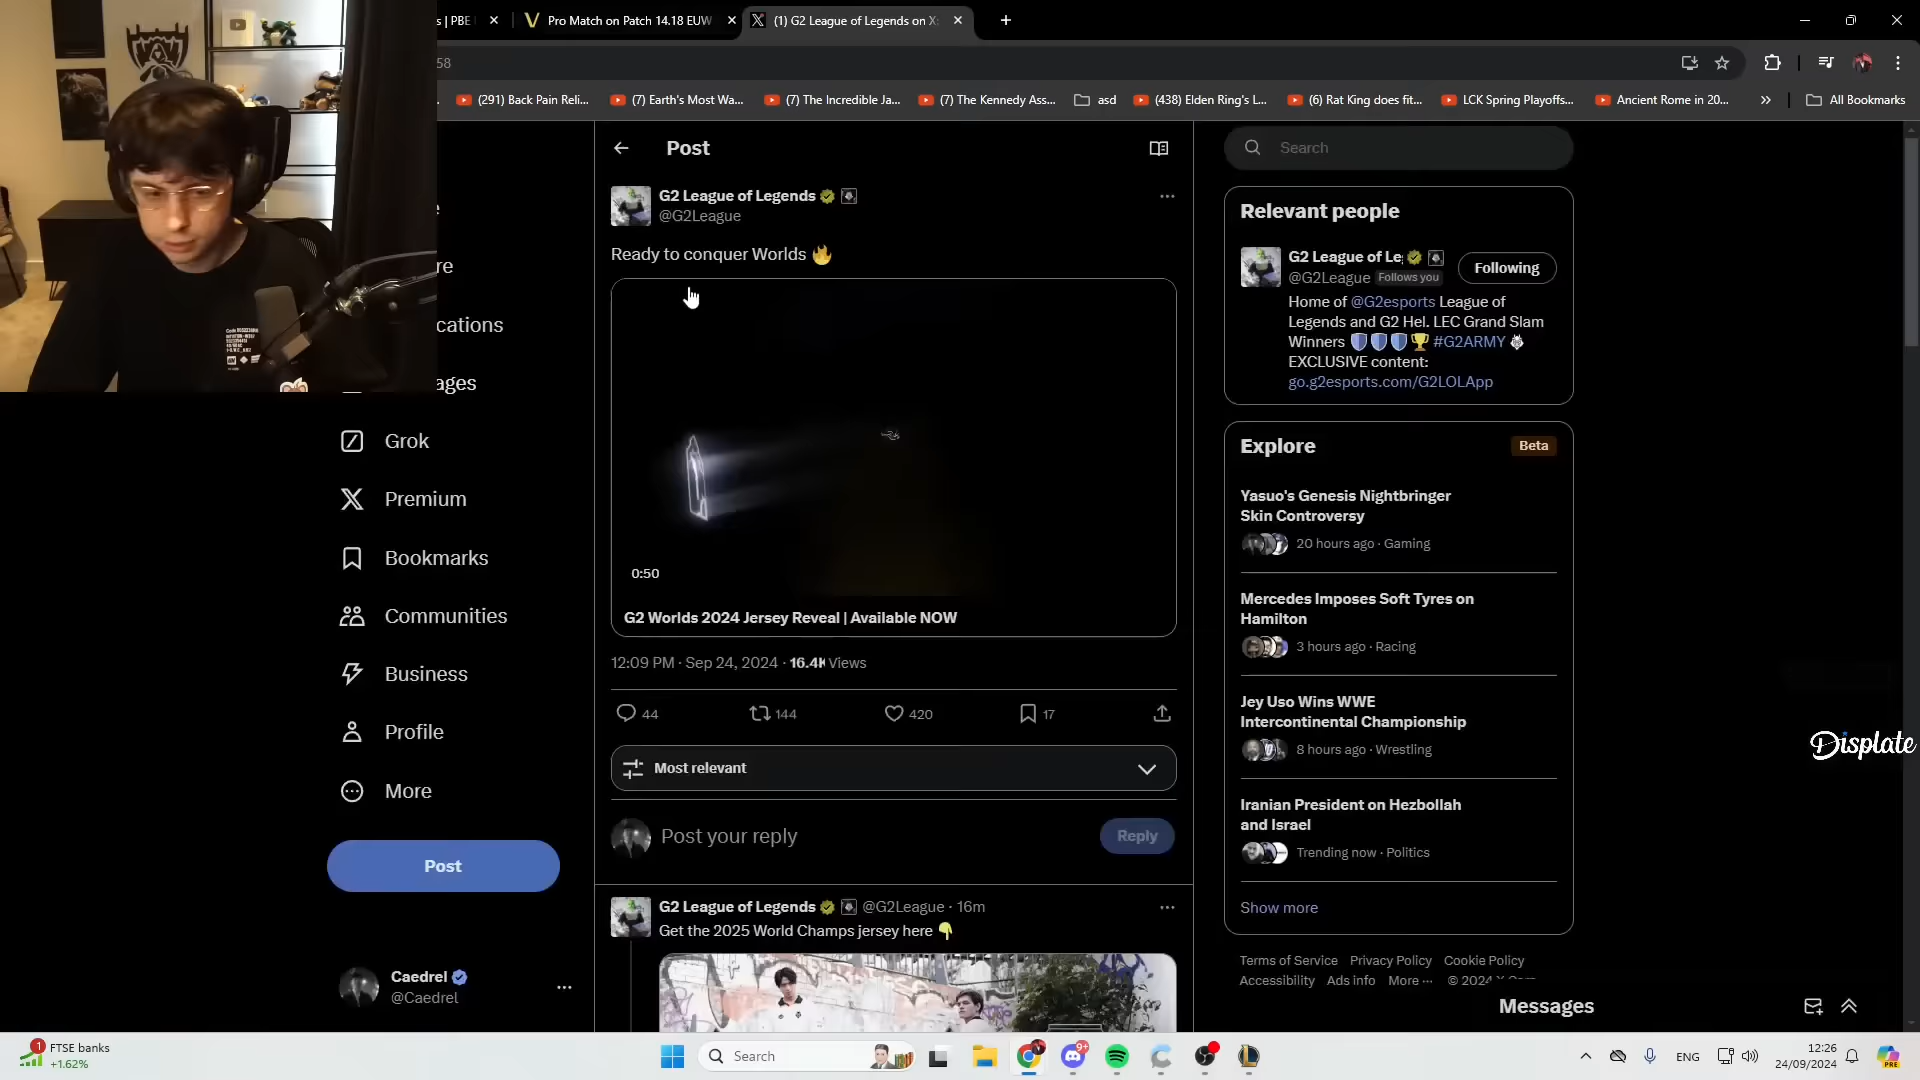 s | PBE
Pro Match on Patch 14.18 EUW
(1) G2 League of Legends on X
58
(291) Back Pain Reli...
(7) Earth's Most Wa...
(7) The Incredible Ja...
(7) The Kennedy Ass...
asd
(438) Elden Ring's L...
(6) Rat King does fit...
LCK Spring Playoffs...
Ancient Rome in 20...
All Bookmarks
Post
Search
G2 League of Legends
@G2League
Ready to conquer Worlds 🔥
0:50
G2 Worlds 2024 Jersey Reveal | Available NOW
12:09 PM · Sep 24, 2024 · 16.4K Views
44
144
420
17
Most relevant
Post your reply
Reply
G2 League of Legends @G2League · 16m
Get the 2025 World Champs jersey here 👇
re
cations
ages
Grok
Premium
Bookmarks
Communities
Business
Profile
More
Post
Caedrel
@Caedrel
Relevant people
G2 League of Le
@G2League Follows you
Following
Home of @G2esports League of
Legends and G2 Hel. LEC Grand Slam
Winners 🛡️🛡️🛡️🏆 #G2ARMY
EXCLUSIVE content:
go.g2esports.com/G2LOLApp
Explore
Beta
Yasuo's Genesis Nightbringer
Skin Controversy
20 hours ago · Gaming
Mercedes Imposes Soft Tyres on
Hamilton
3 hours ago · Racing
Jey Uso Wins WWE
Intercontinental Championship
8 hours ago · Wrestling
Iranian President on Hezbollah
and Israel
Trending now · Politics
Show more
Terms of Service Privacy Policy Cookie Policy
Accessibility Ads info More ··· © 2024 X Corp.
Messages
Displate
1
FTSE banks
+1.62%
Search
9+
ENG
12:26
24/09/2024
PRE